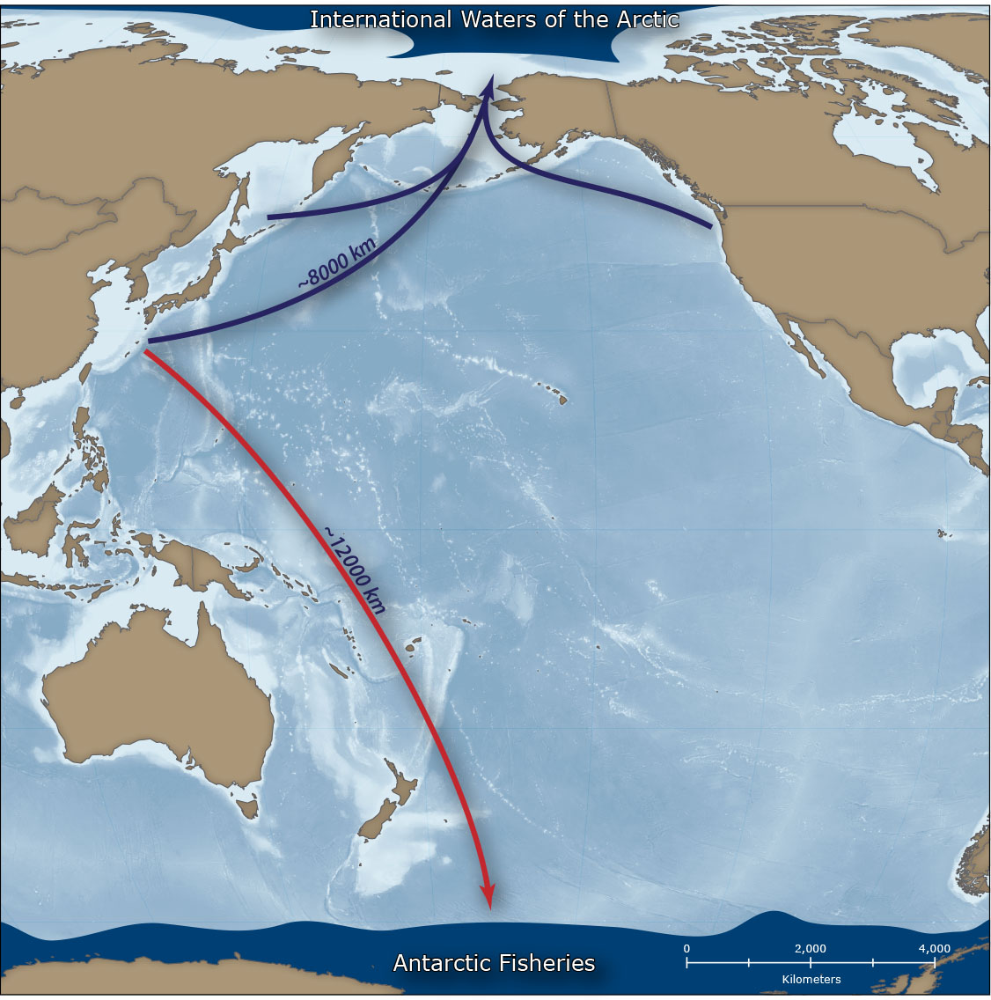 International Waters of the Arctic
~8000 km
~12000 km
Antarctic Fisheries
0 2,000 4,000
Kilometers